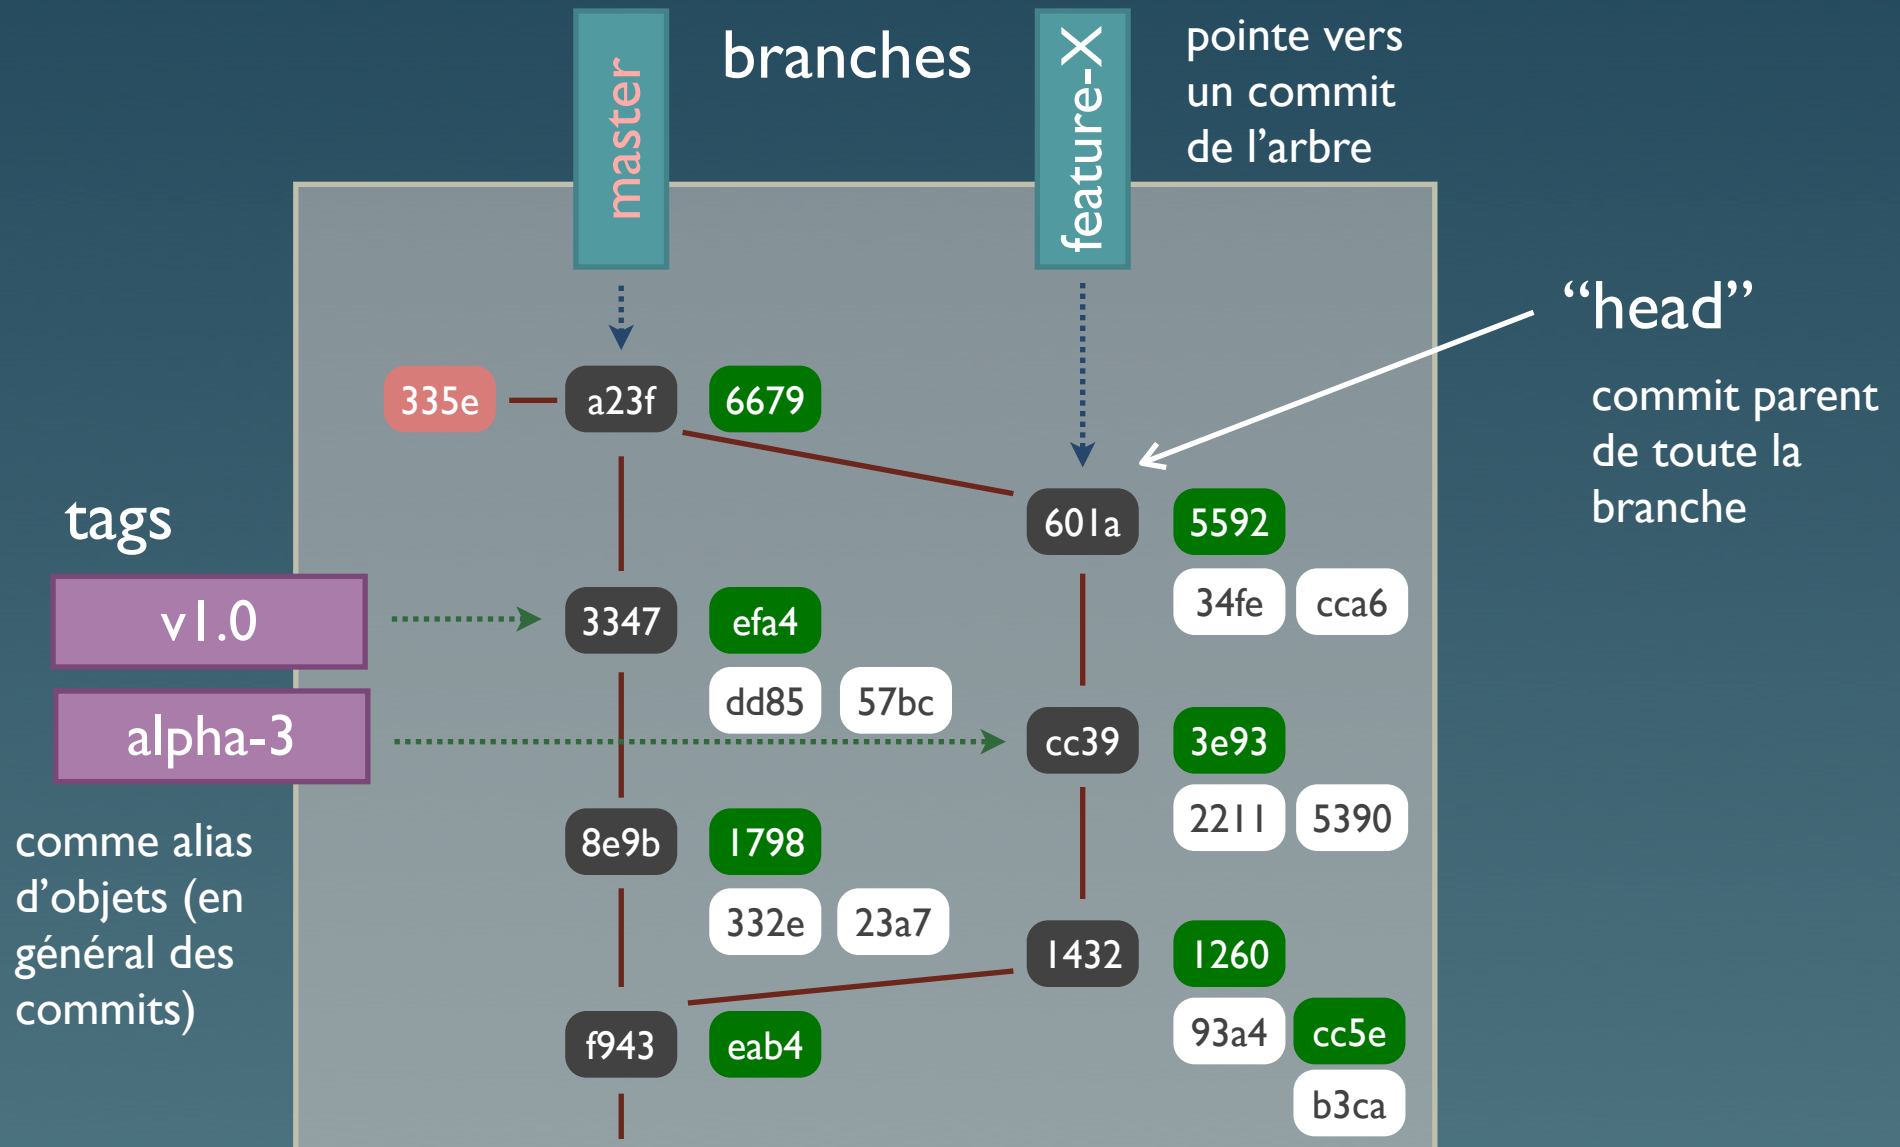 branches
master
feature-X
pointe vers
un commit
de l’arbre
“head”
commit parent
de toute la
branche
335e
a23f
6679
601a
5592
34fe
cca6
tags
v1.0
3347
efa4
dd85
57bc
alpha-3
cc39
3e93
2211
5390
comme alias
d’objets (en
général des
commits)
8e9b
1798
332e
23a7
1432
1260
93a4
cc5e
b3ca
f943
eab4